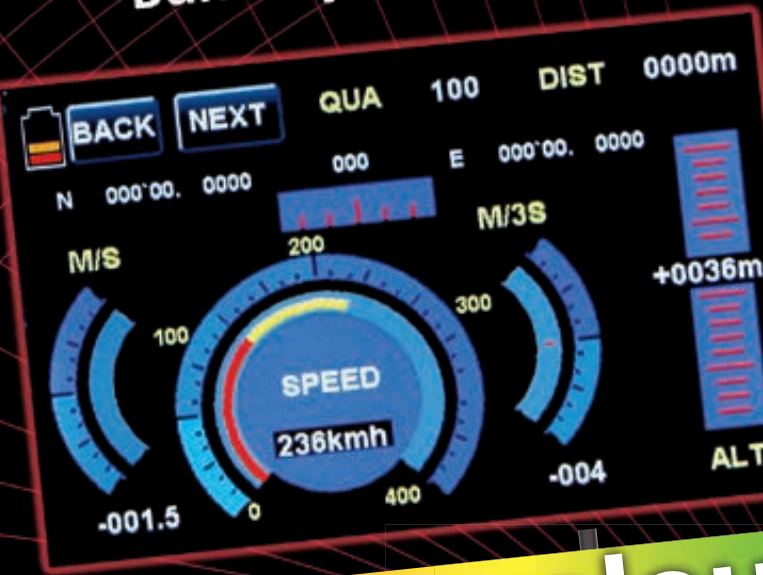 BACK NEXT QUA 100 DIST 0000m
N 000`00. 0000 000 E 000`00. 0000
M/S 200 M/3S
+0036m
100 300
SPEED
236kmh
-001.5 0 400 -004 ALT